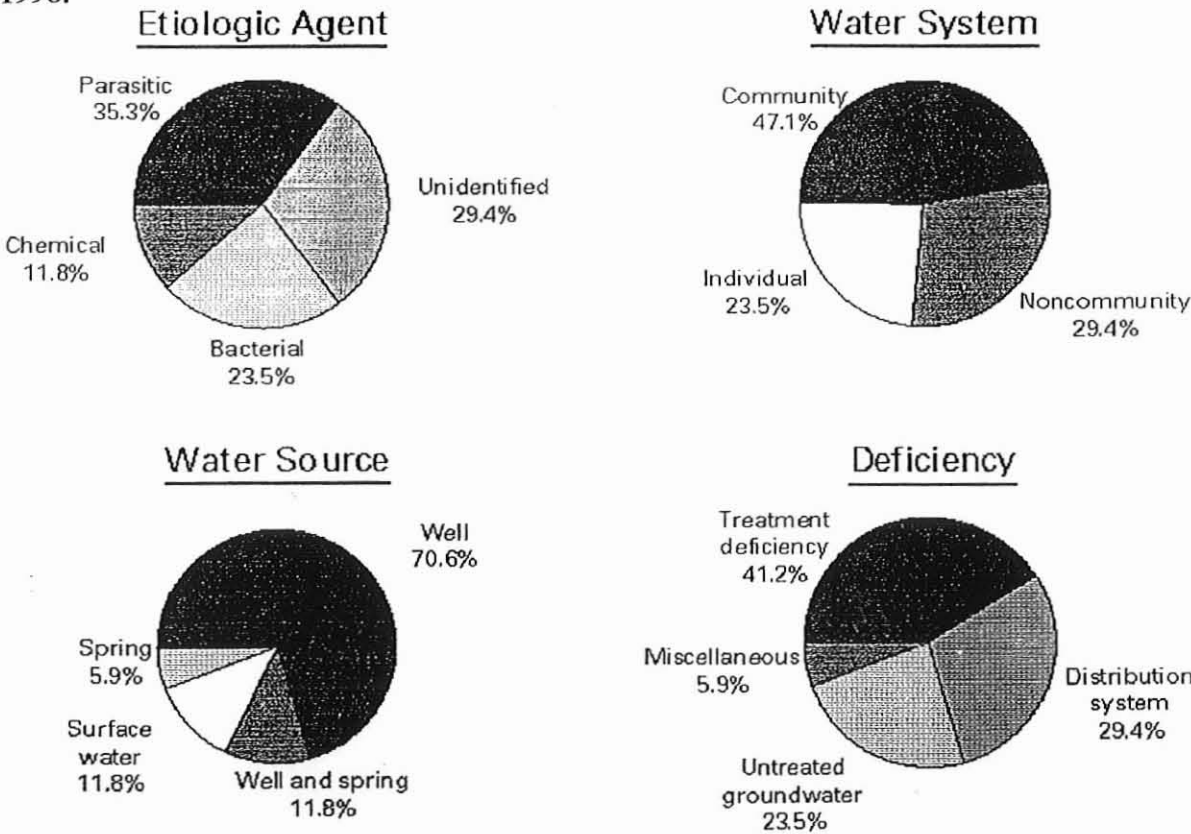 1998.
Etiologic Agent
Parasitic
35.3%
Unidentified
29.4%
Chemical
11.8%
Bacterial
23.5%
Water System
Community
47.1%
Individual
23.5%
Noncommunity
29.4%
Water Source
Well
70.6%
Spring
5.9%
Surface
water
11.8%
Well and spring
11.8%
Deficiency
Treatment
deficiency
41.2%
Miscellaneous
5.9%
Distribution
system
29.4%
Untreated
groundwater
23.5%